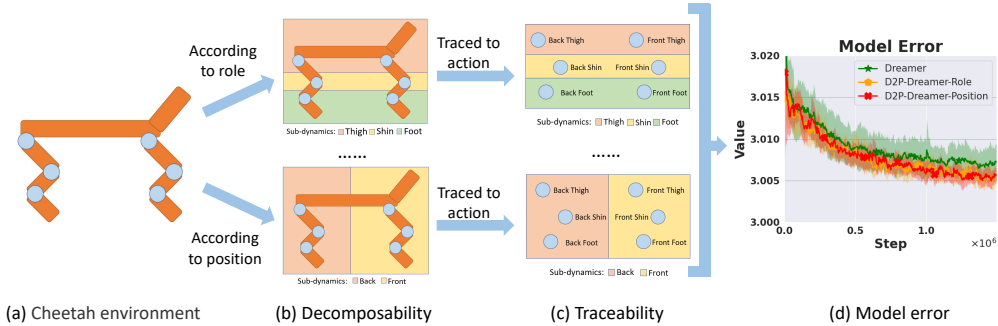 According
to role
According
to position
Sub-dynamics: Thigh Shin Foot
......
Sub-dynamics: Back Front
Traced to
action
Traced to
action
Back Thigh Front Thigh
Back Shin Front Shin
Back Foot Front Foot
Sub-dynamics: Thigh Shin Foot
......
Back Thigh Front Thigh
Back Shin Front Shin
Back Foot Front Foot
Sub-dynamics: Back Front
Model Error
Dreamer
D2P-Dreamer-Role
D2P-Dreamer-Position
Value
3.020
3.015
3.010
3.005
3.000
0.0 0.5 1.0
Step ×10⁶
(a) Cheetah environment (b) Decomposability (c) Traceability (d) Model error